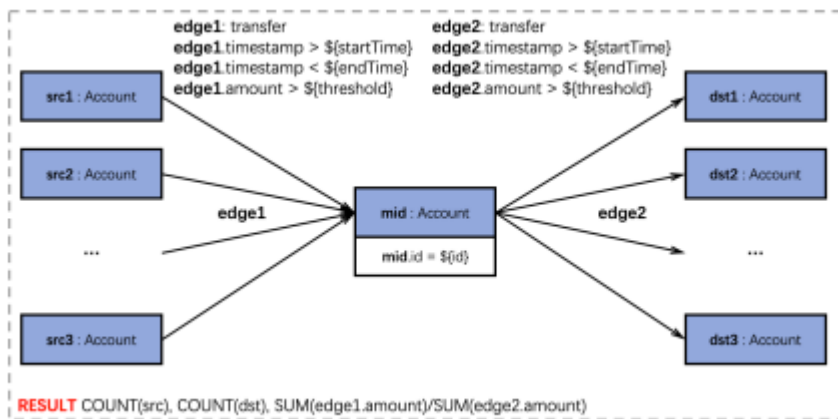 edge1: transfer
edge1.timestamp > ${startTime}
edge1.timestamp < ${endTime}
edge1.amount > ${threshold}
edge2: transfer
edge2.timestamp > ${startTime}
edge2.timestamp < ${endTime}
edge2.amount > ${threshold}
src1 : Account
src2 : Account
...
src3 : Account
edge1
mid : Account
mid.id = ${id}
edge2
dst1 : Account
dst2 : Account
...
dst3 : Account
RESULT COUNT(src), COUNT(dst), SUM(edge1.amount)/SUM(edge2.amount)